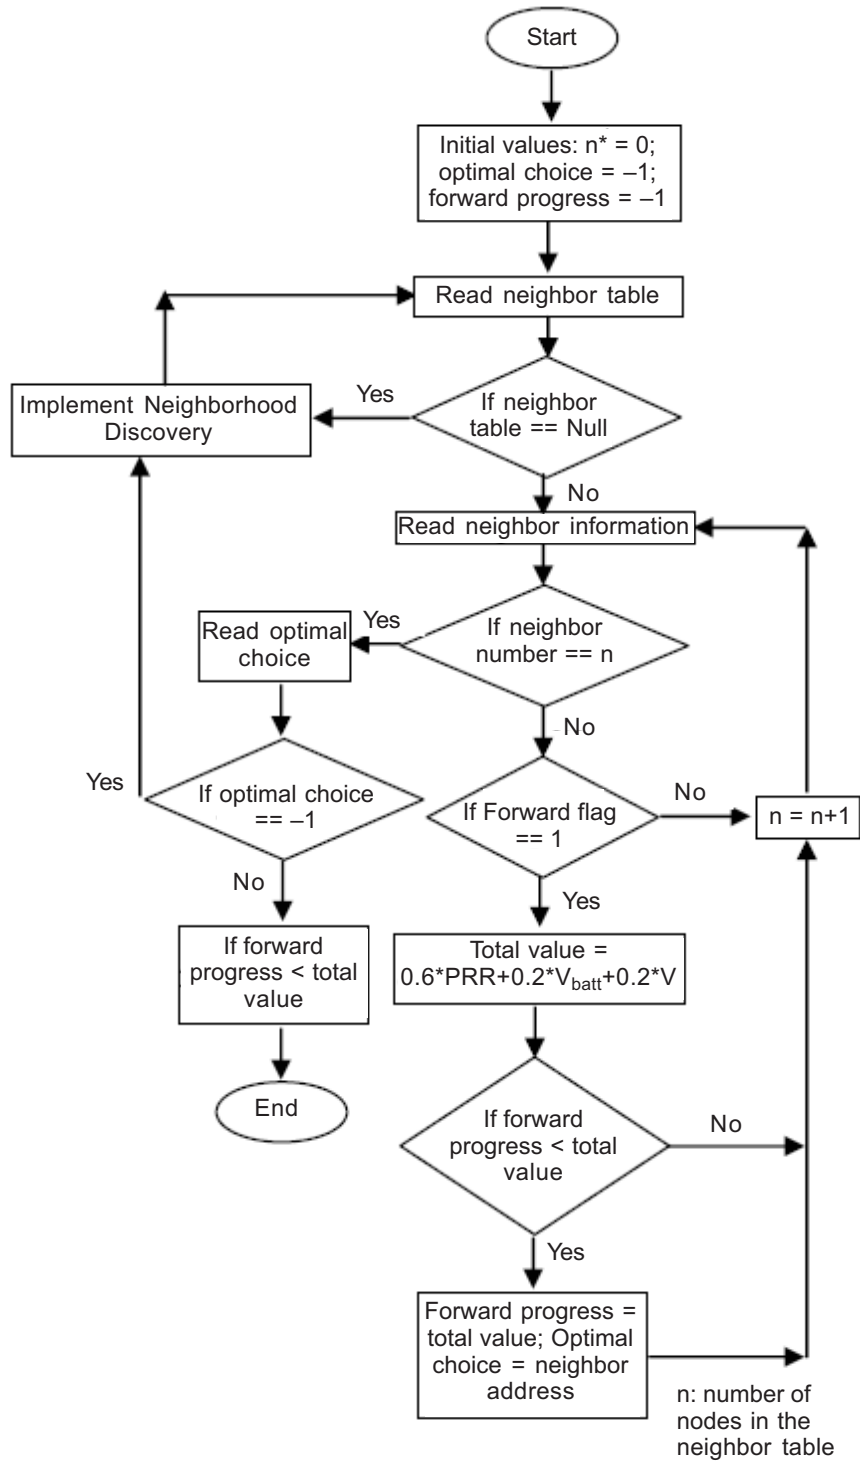 Start
Initial values: n* = 0;
optimal choice = –1;
forward progress = –1
Read neighbor table
Yes
If neighbor
table == Null
Implement Neighborhood
Discovery
No
Read neighbor information
Yes
If neighbor
number == n
Read optimal
choice
No
Yes
If optimal choice
== –1
If Forward flag
== 1
No
n = n+1
No
Yes
If forward
progress < total
value
Total value =
0.6*PRR+0.2*V_batt+0.2*V
End
If forward
progress < total
value
No
Yes
Forward progress =
total value; Optimal
choice = neighbor
address
n: number of
nodes in the
neighbor table